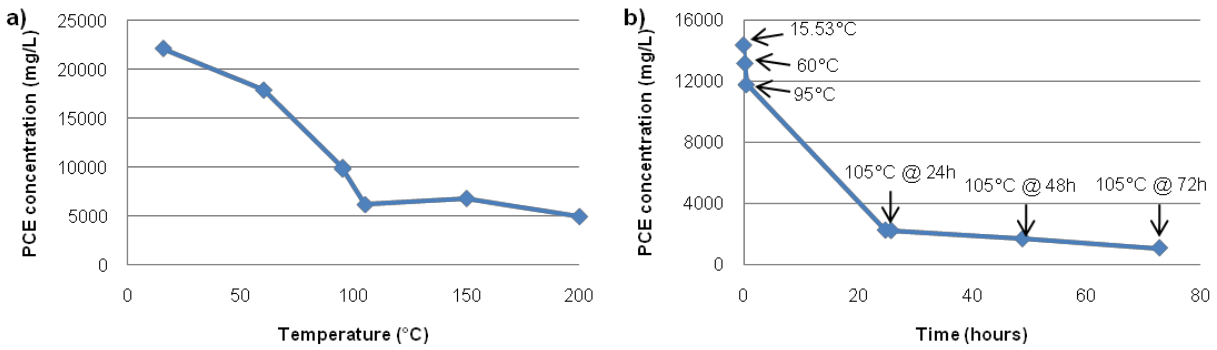 a)
PCE concentration (mg/L)
25000
20000
15000
10000
5000
0
0 50 100 150 200
Temperature (°C)
b)
PCE concentration (mg/L)
16000
12000
8000
4000
0
15.53°C
60°C
95°C
105°C @ 24h
105°C @ 48h
105°C @ 72h
0 20 40 60 80
Time (hours)